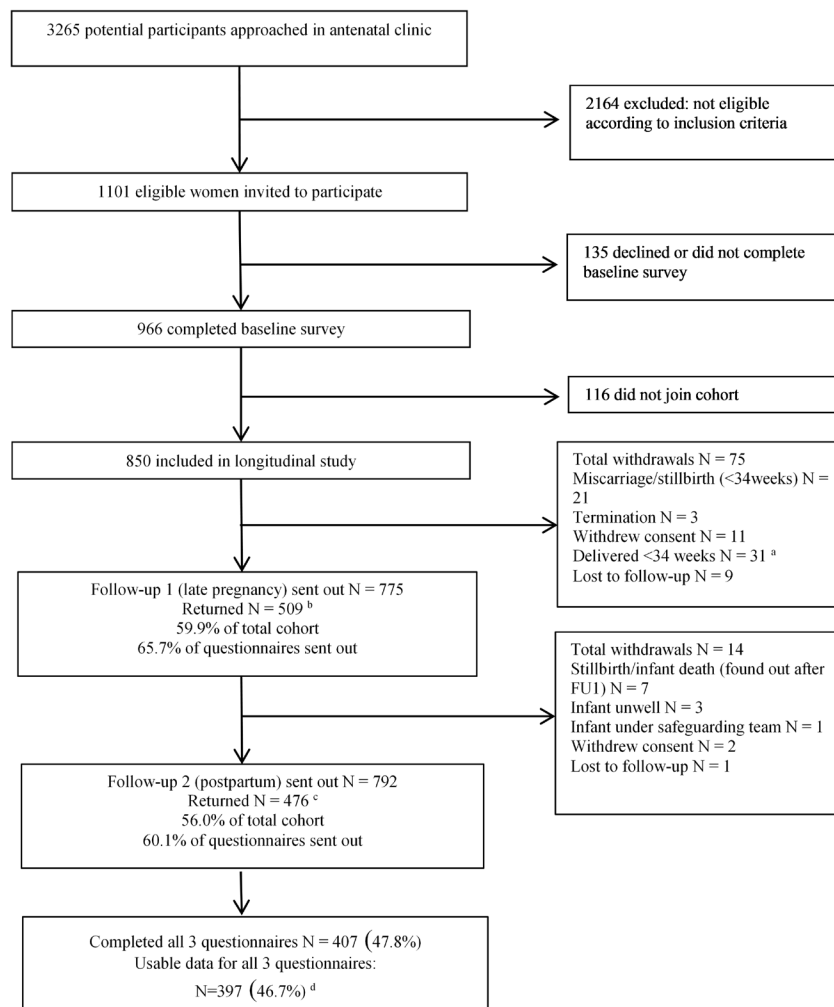 3265 potential participants approached in antenatal clinic
2164 excluded: not eligible
according to inclusion criteria
1101 eligible women invited to participate
135 declined or did not complete
baseline survey
966 completed baseline survey
116 did not join cohort
850 included in longitudinal study
Total withdrawals N = 75
Miscarriage/stillbirth (<34weeks) N =
21
Termination N = 3
Withdrew consent N = 11
Delivered <34 weeks N = 31 a
Lost to follow-up N = 9
Follow-up 1 (late pregnancy) sent out N = 775
Returned N = 509 b
59.9% of total cohort
65.7% of questionnaires sent out
Total withdrawals N = 14
Stillbirth/infant death (found out after
FU1) N = 7
Infant unwell N = 3
Infant under safeguarding team N = 1
Withdrew consent N = 2
Lost to follow-up N = 1
Follow-up 2 (postpartum) sent out N = 792
Returned N = 476 c
56.0% of total cohort
60.1% of questionnaires sent out
Completed all 3 questionnaires N = 407 (47.8%)
Usable data for all 3 questionnaires:
N=397 (46.7%) d